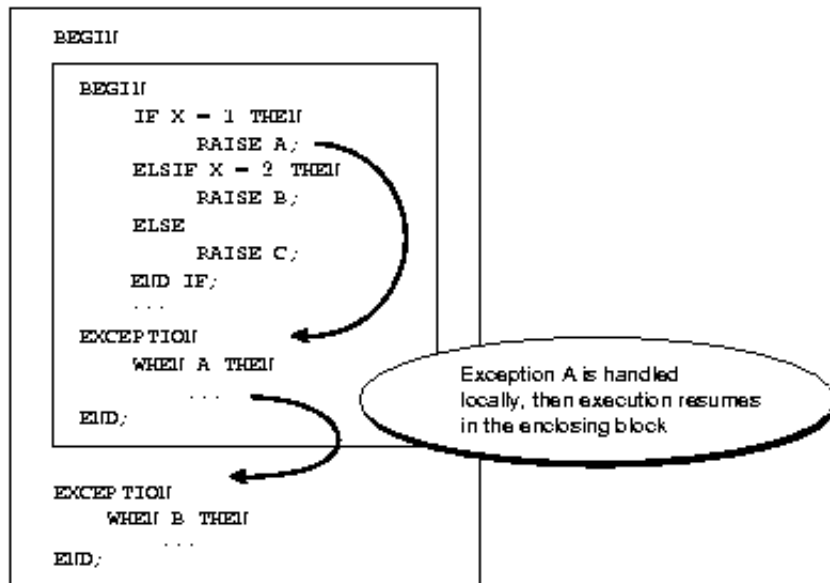 BEGIN
BEGIN
IF X = 1 THEN
RAISE A;
ELSIF X = 2 THEN
RAISE B;
ELSE
RAISE C;
END IF;
...
EXCEPTION
WHEN A THEN
...
END;
Exception A is handled
locally, then execution resumes
in the enclosing block
EXCEPTION
WHEN B THEN
...
END;